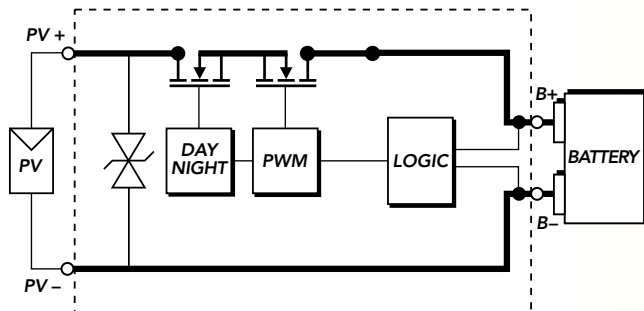 PV +
PV
DAY
NIGHT
PWM
LOGIC
B+
BATTERY
B–
PV –